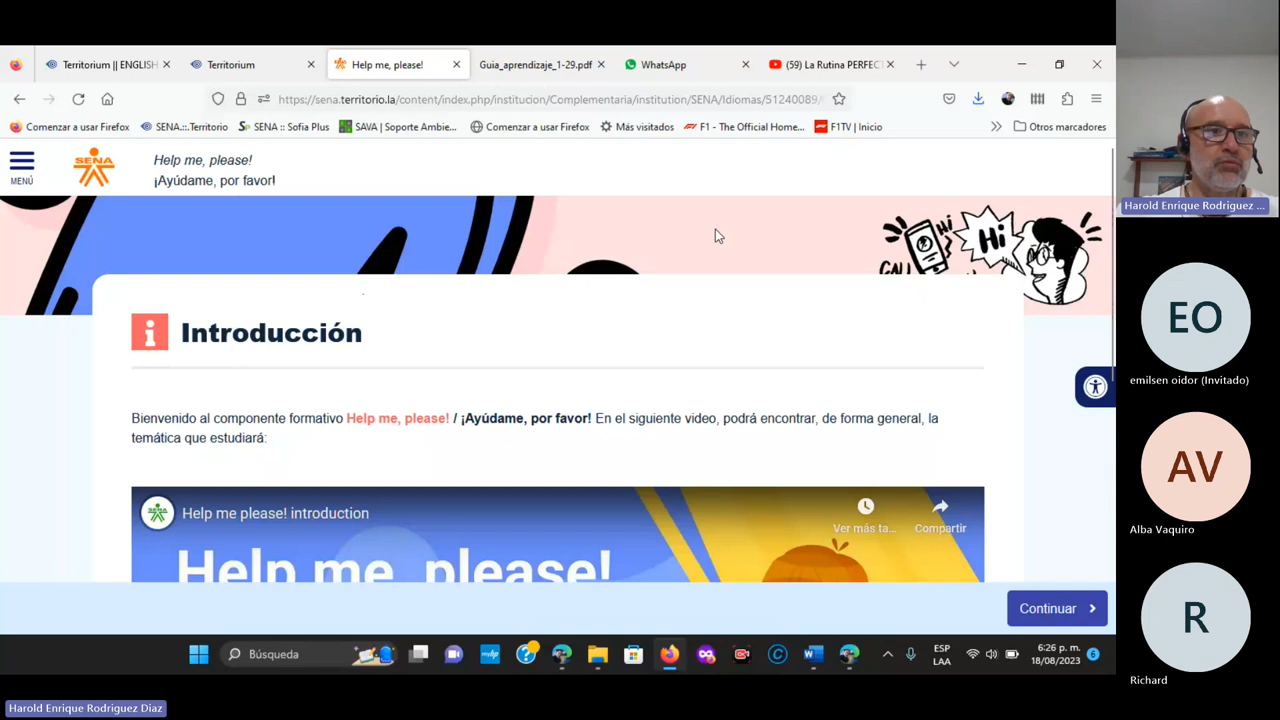 Territorium || ENGLISH
Territorium
Help me, please!
Guia_aprendizaje_1-29.pdf
WhatsApp
(59) La Rutina PERFECT
https://sena.territorio.la/content/index.php/institucion/Complementaria/institution/SENA/Idiomas/51240089/
Comenzar a usar Firefox
SENA.::.Territorio
SENA :: Sofia Plus
SAVA | Soporte Ambie...
Comenzar a usar Firefox
Más visitados
F1 - The Official Home...
F1TV | Inicio
Otros marcadores
MENÚ
SENA
Help me, please!
¡Ayúdame, por favor!
Hi
Hi
CALL
Introducción
Bienvenido al componente formativo Help me, please! / ¡Ayúdame, por favor! En el siguiente video, podrá encontrar, de forma general, la
temática que estudiará:
SENA
Help me please! introduction
Ver más ta...
Compartir
Help me, please!
Continuar
Búsqueda
ESP
LAA
6:26 p. m.
18/08/2023
6
Harold Enrique Rodriguez Diaz
Harold Enrique Rodriguez ...
EO
emilsen oidor (Invitado)
AV
Alba Vaquiro
R
Richard